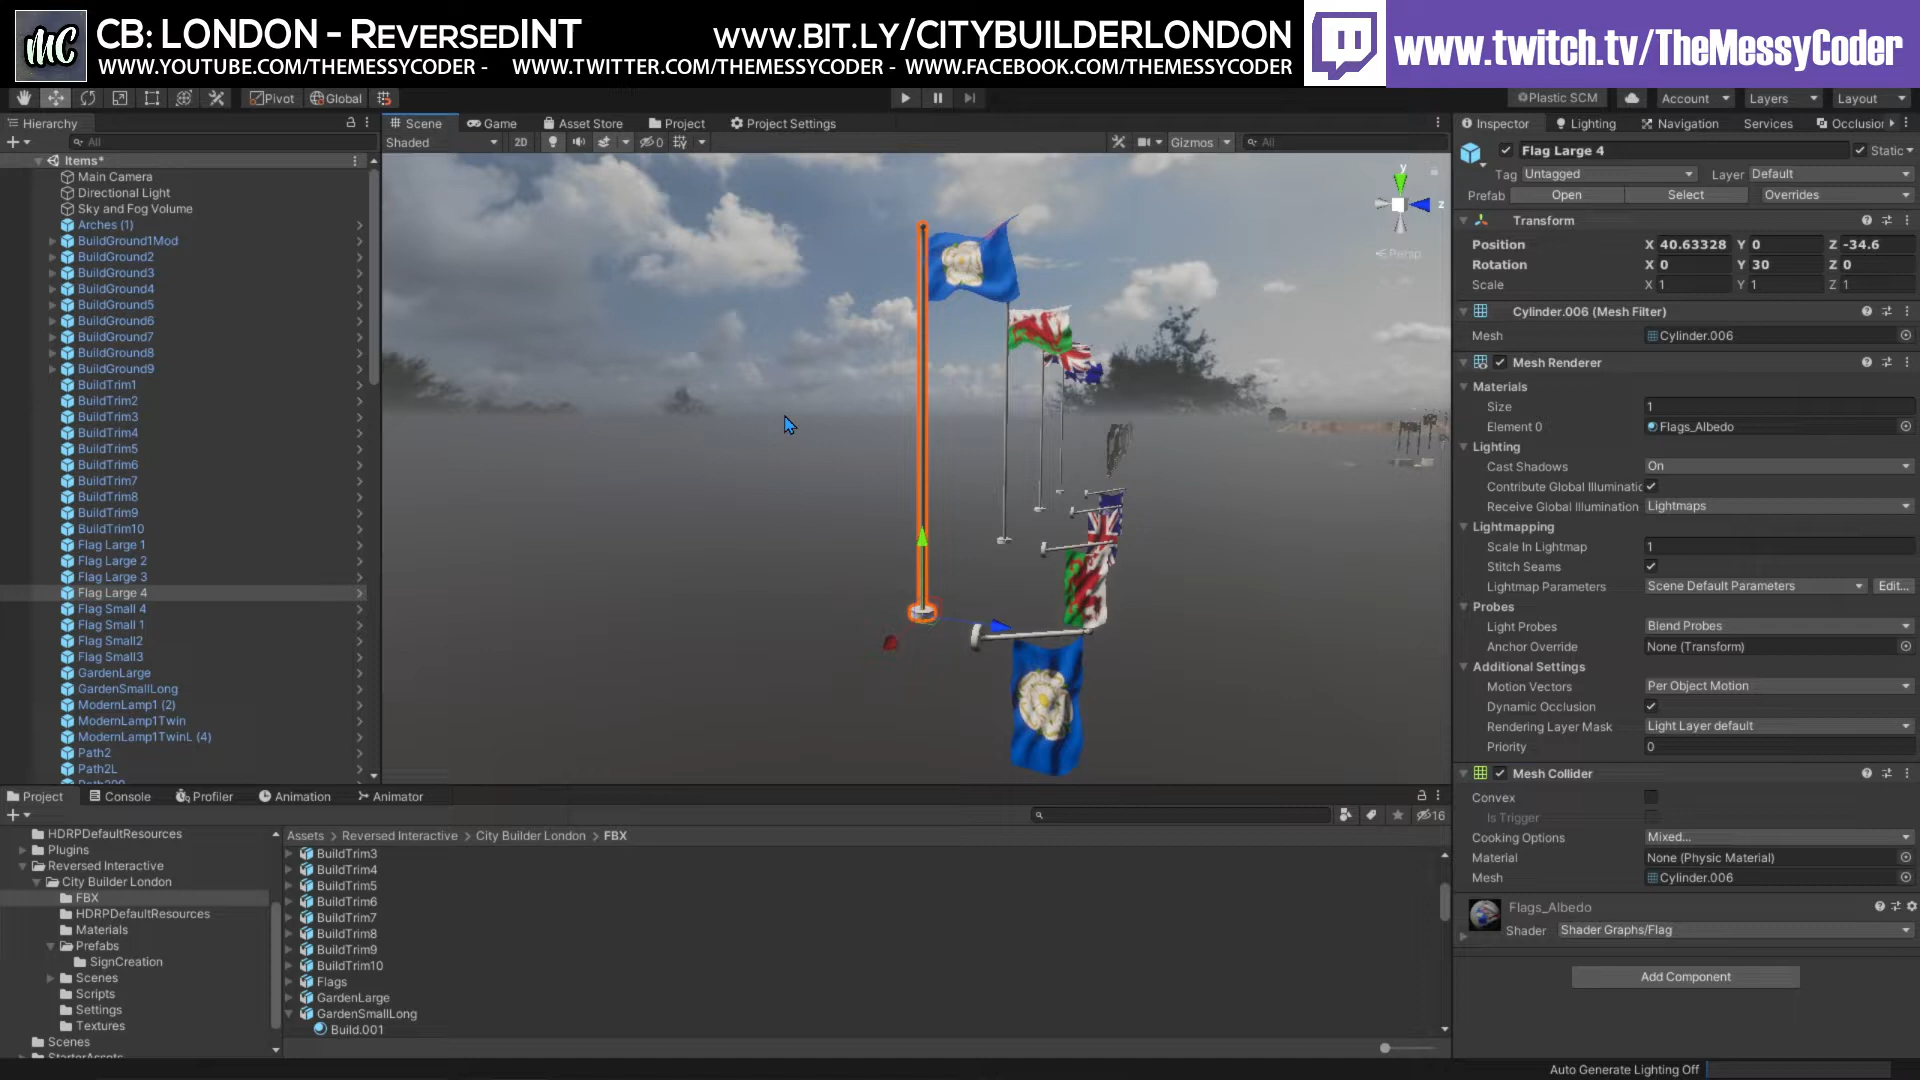 MC
CB: LONDON - REVERSEDINT
WWW.BIT.LY/CITYBUILDERLONDON
WWW.YOUTUBE.COM/THEMESSYCODER - WWW.TWITTER.COM/THEMESSYCODER - WWW.FACEBOOK.COM/THEMESSYCODER
www.twitch.tv/TheMessyCoder
Pivot
Global
Plastic SCM
Account
Layers
Layout
Hierarchy
All
Items*
Main Camera
Directional Light
Sky and Fog Volume
Arches (1)
BuildGround1Mod
BuildGround2
BuildGround3
BuildGround4
BuildGround5
BuildGround6
BuildGround7
BuildGround8
BuildGround9
BuildTrim1
BuildTrim2
BuildTrim3
BuildTrim4
BuildTrim5
BuildTrim6
BuildTrim7
BuildTrim8
BuildTrim9
BuildTrim10
Flag Large 1
Flag Large 2
Flag Large 3
Flag Large 4
Flag Small 4
Flag Small 1
Flag Small2
Flag Small3
GardenLarge
GardenSmallLong
ModernLamp1 (2)
ModernLamp1Twin
ModernLamp1TwinL (4)
Path2
Path2L
Scene
Game
Asset Store
Project
Project Settings
Shaded
2D
0
Gizmos
All
y
z
Persp
Inspector
Lighting
Navigation
Services
Occlusion
Flag Large 4
Static
Tag Untagged
Layer Default
Prefab Open Select Overrides
Transform
Position X 40.63328 Y 0 Z -34.6
Rotation X 0 Y 30 Z 0
Scale X 1 Y 1 Z 1
Cylinder.006 (Mesh Filter)
Mesh Cylinder.006
Mesh Renderer
Materials
Size 1
Element 0 Flags_Albedo
Lighting
Cast Shadows On
Contribute Global Illuminatic
Receive Global Illumination Lightmaps
Lightmapping
Scale In Lightmap 1
Stitch Seams
Lightmap Parameters Scene Default Parameters Edit...
Probes
Light Probes Blend Probes
Anchor Override None (Transform)
Additional Settings
Motion Vectors Per Object Motion
Dynamic Occlusion
Rendering Layer Mask Light Layer default
Priority 0
Mesh Collider
Convex
Is Trigger
Cooking Options Mixed...
Material None (Physic Material)
Mesh Cylinder.006
Flags_Albedo
Shader Shader Graphs/Flag
Add Component
Project
Console
Profiler
Animation
Animator
16
HDRPDefaultResources
Plugins
Reversed Interactive
City Builder London
FBX
HDRPDefaultResources
Materials
Prefabs
SignCreation
Scenes
Scripts
Settings
Textures
Scenes
StarterAssets
Assets > Reversed Interactive > City Builder London > FBX
BuildTrim3
BuildTrim4
BuildTrim5
BuildTrim6
BuildTrim7
BuildTrim8
BuildTrim9
BuildTrim10
Flags
GardenLarge
GardenSmallLong
Build.001
Auto Generate Lighting Off